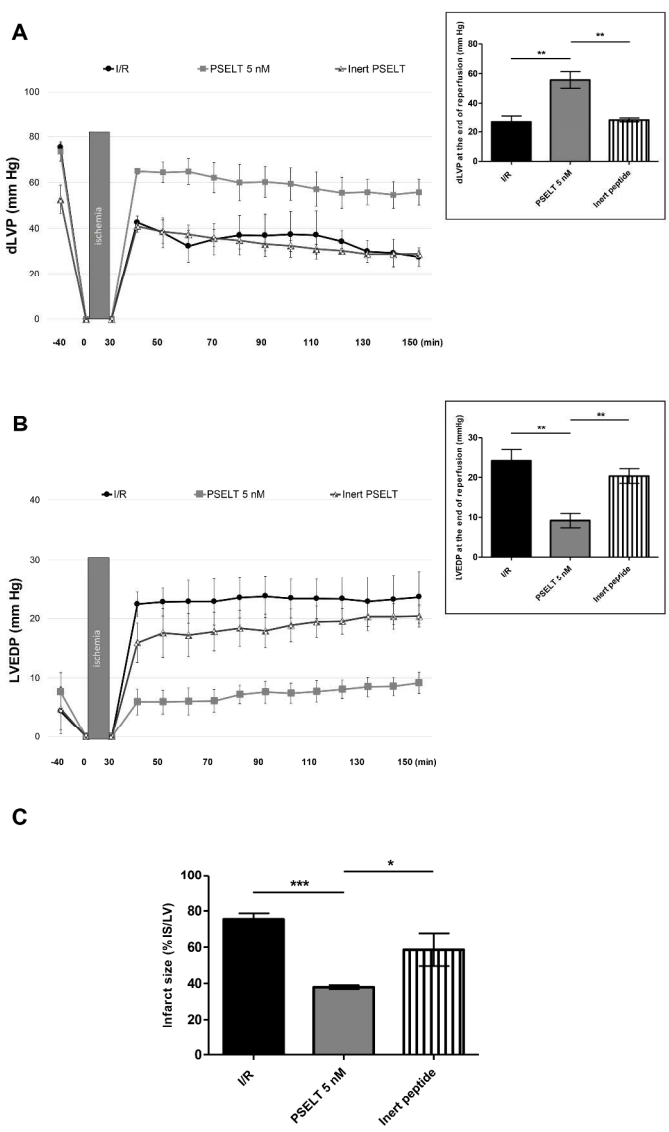 A
I/R PSELT 5 nM Inert PSELT
dLVP (mm Hg)
100
80
60
40
20
0
ischemia
-40 0 30 50 70 90 110 130 150 (min)
dLVP at the end of reperfusion (mm Hg)
80
60
40
20
0
** **
I/R PSELT 5 nM Inert peptide
B
I/R PSELT 5 nM Inert PSELT
LVEDP (mm Hg)
40
30
20
10
0
ischemia
-40 0 30 50 70 90 110 130 150 (min)
LVEDP at the end of reperfusion (mmHg)
30
20
10
0
** **
I/R PSELT 5 nM Inert peptide
C
Infarct size (%IS/LV)
100
80
60
40
20
0
*** *
I/R PSELT 5 nM Inert peptide